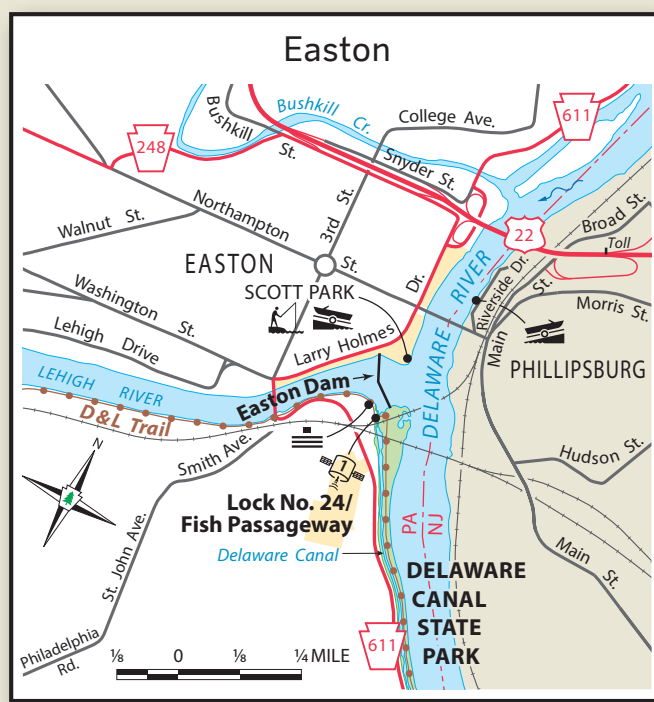 Easton
Bushkill Cr.
College Ave.
611
Bushkill St.
248
Snyder St.
Northampton St.
3rd St.
Walnut St.
22
Broad St.
Toll
EASTON
Dr.
DELAWARE RIVER
Riverside Dr.
Main St.
Morris St.
SCOTT PARK
Washington St.
Larry Holmes
PHILLIPSBURG
Lehigh Drive
LEHIGH RIVER
Easton Dam
D&L Trail
Smith Ave.
Hudson St.
N
1
Lock No. 24/
Fish Passageway
PA
NJ
Delaware Canal
St. John Ave.
Main St.
DELAWARE
CANAL
STATE
PARK
611
Philadelphia
Rd.
⅛ 0 ⅛ ¼ MILE